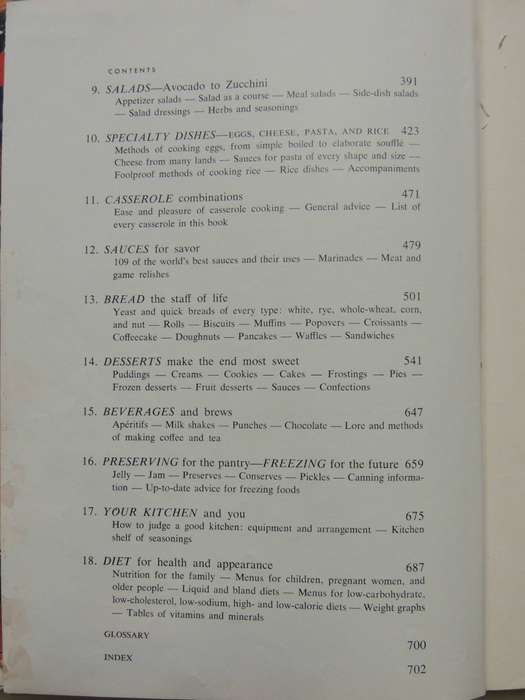 CONTENTS
9. SALADS—Avocado to Zucchini 391
Appetizer salads — Salad as a course — Meal salads — Side-dish salads
— Salad dressings — Herbs and seasonings
10. SPECIALTY DISHES—EGGS, CHEESE, PASTA, AND RICE 423
Methods of cooking eggs, from simple boiled to elaborate soufflé —
Cheese from many lands — Sauces for pasta of every shape and size —
Foolproof methods of cooking rice — Rice dishes — Accompaniments
11. CASSEROLE combinations 471
Ease and pleasure of casserole cooking — General advice — List of
every casserole in this book
12. SAUCES for savor 479
109 of the world's best sauces and their uses — Marinades — Meat and
game relishes
13. BREAD the staff of life 501
Yeast and quick breads of every type: white, rye, whole-wheat, corn,
and nut — Rolls — Biscuits — Muffins — Popovers — Croissants —
Coffeecake — Doughnuts — Pancakes — Waffles — Sandwiches
14. DESSERTS make the end most sweet 541
Puddings — Creams — Cookies — Cakes — Frostings — Pies —
Frozen desserts — Fruit desserts — Sauces — Confections
15. BEVERAGES and brews 647
Apéritifs — Milk shakes — Punches — Chocolate — Lore and methods
of making coffee and tea
16. PRESERVING for the pantry—FREEZING for the future 659
Jelly — Jam — Preserves — Conserves — Pickles — Canning informa-
tion — Up-to-date advice for freezing foods
17. YOUR KITCHEN and you 675
How to judge a good kitchen: equipment and arrangement — Kitchen
shelf of seasonings
18. DIET for health and appearance 687
Nutrition for the family — Menus for children, pregnant women, and
older people — Liquid and bland diets — Menus for low-carbohydrate,
low-cholesterol, low-sodium, high- and low-calorie diets — Weight graphs
— Tables of vitamins and minerals
GLOSSARY 700
INDEX 702